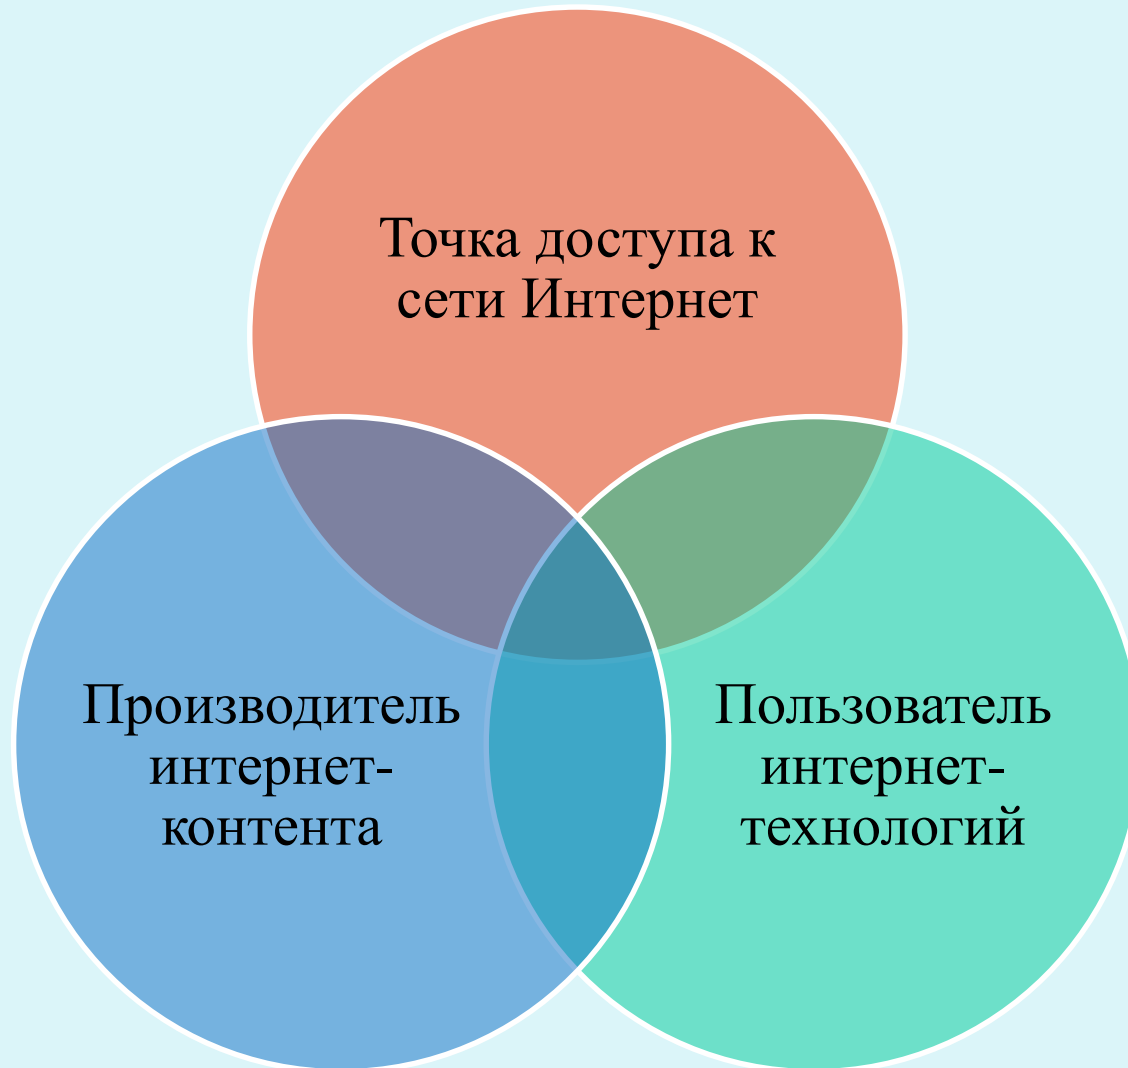 Точка доступа к
сети Интернет
Производитель
интернет-
контента
Пользователь
интернет-
технологий